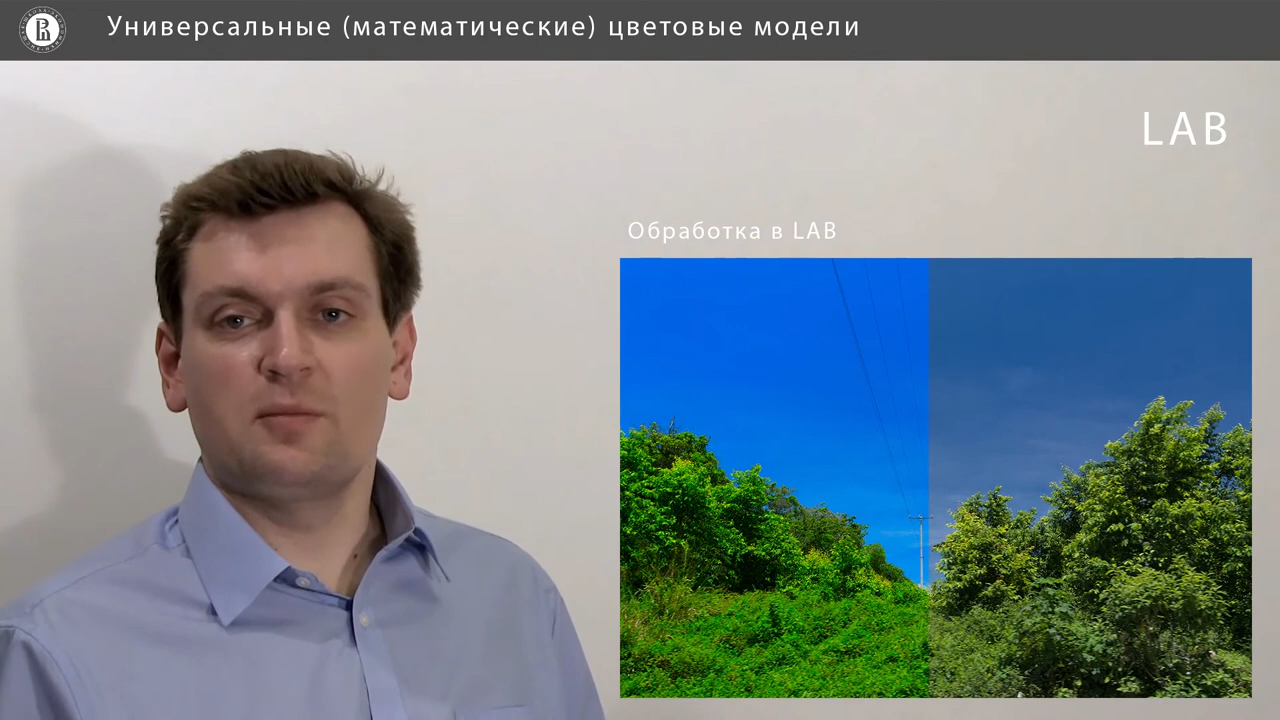 Универсальные (математические) цветовые модели
LAB
Обработка в LAB